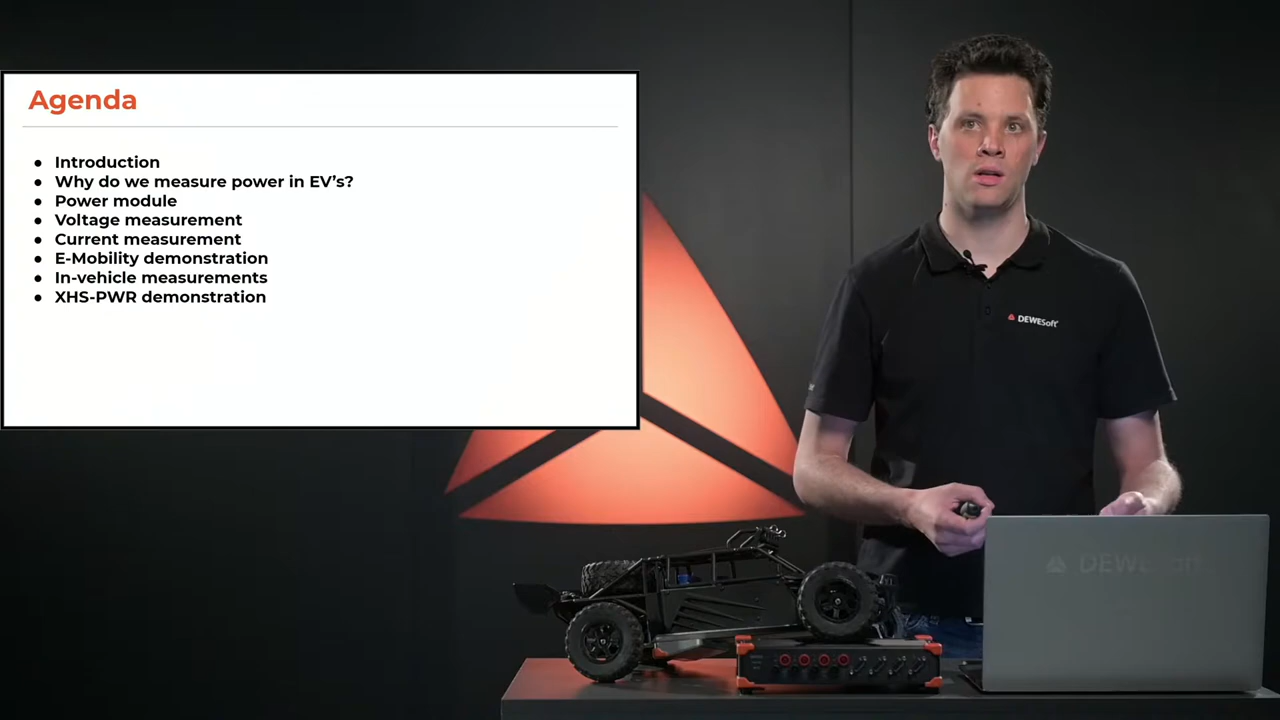 Agenda
● Introduction
● Why do we measure power in EV’s?
● Power module
● Voltage measurement
● Current measurement
● E-Mobility demonstration
● In-vehicle measurements
● XHS-PWR demonstration
DEWESoft
DEWESoft